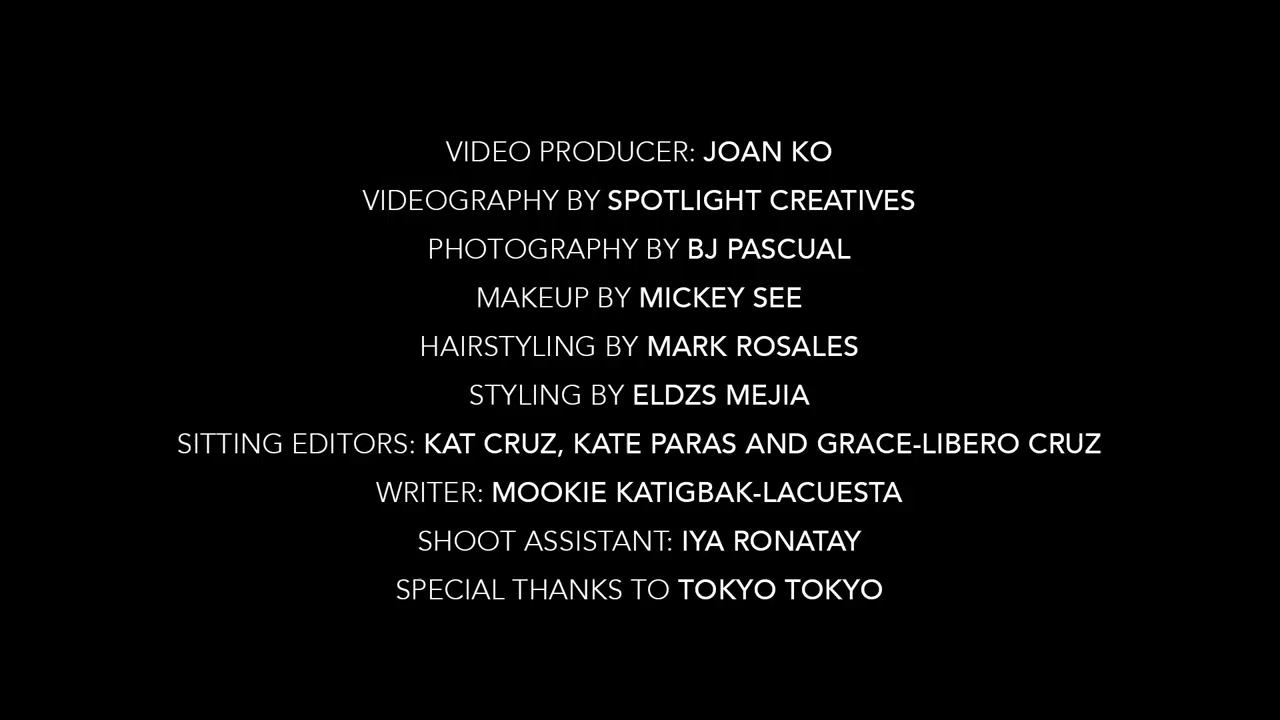 VIDEO PRODUCER: JOAN KO
VIDEOGRAPHY BY SPOTLIGHT CREATIVES
PHOTOGRAPHY BY BJ PASCUAL
MAKEUP BY MICKEY SEE
HAIRSTYLING BY MARK ROSALES
STYLING BY ELDZS MEJIA
SITTING EDITORS: KAT CRUZ, KATE PARAS AND GRACE-LIBERO CRUZ
WRITER: MOOKIE KATIGBAK-LACUESTA
SHOOT ASSISTANT: IYA RONATAY
SPECIAL THANKS TO TOKYO TOKYO